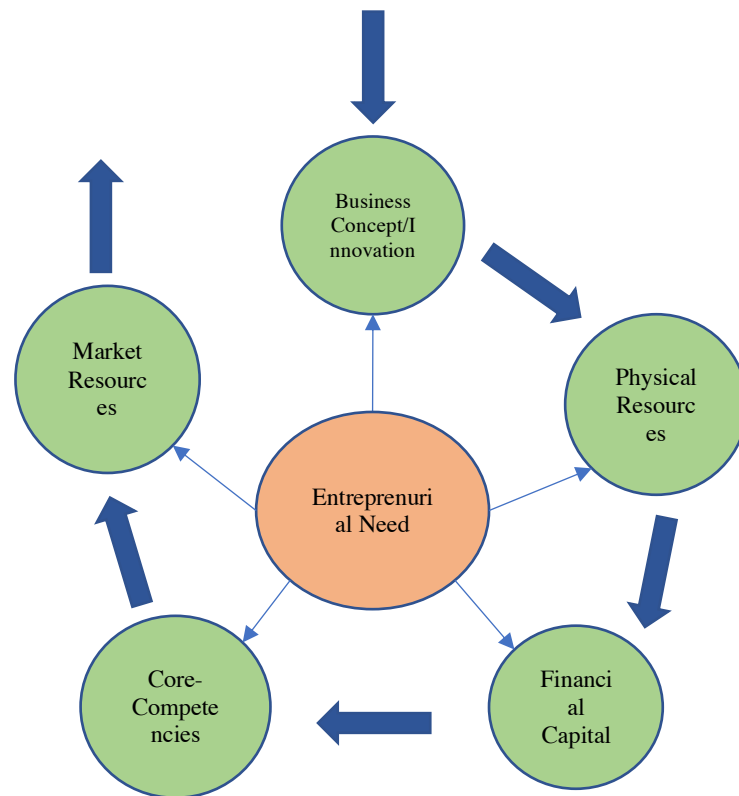 Business
Concept/I
nnovation
Market
Resourc
es
Physical
Resourc
es
Entreprenuri
al Need
Core-
Compete
ncies
Financi
al
Capital